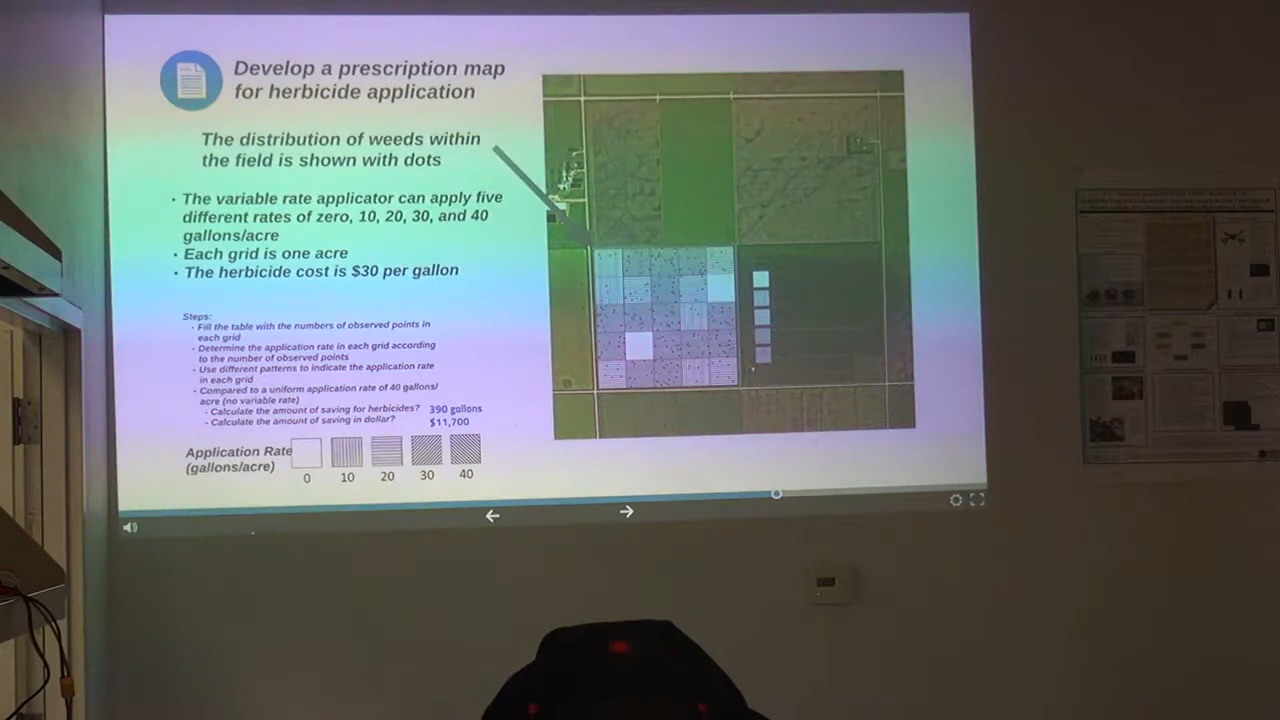 Develop a prescription map
for herbicide application
The distribution of weeds within
the field is shown with dots
· The variable rate applicator can apply five
different rates of zero, 10, 20, 30, and 40
gallons/acre
· Each grid is one acre
· The herbicide cost is $30 per gallon
Steps:
· Fill the table with the numbers of observed points in
each grid
· Determine the application rate in each grid according
to the number of observed points
· Use different patterns to indicate the application rate
in each grid
· Compared to a uniform application rate of 40 gallons/
acre (no variable rate)
- Calculate the amount of saving for herbicides? 390 gallons
- Calculate the amount of saving in dollar? $11,700
Application Rate
(gallons/acre)
0 10 20 30 40